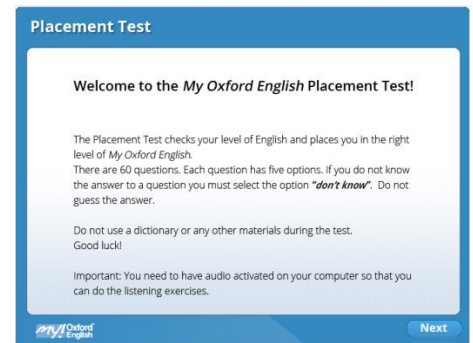 Placement Test
Welcome to the My Oxford English Placement Test!
The Placement Test checks your level of English and places you in the right
level of My Oxford English.
There are 60 questions. Each question has five options. If you do not know
the answer to a question you must select the option "don't know". Do not
guess the answer.
Do not use a dictionary or any other materials during the test.
Good luck!
Important: You need to have audio activated on your computer so that you
can do the listening exercises.
my! Oxford
English
Next